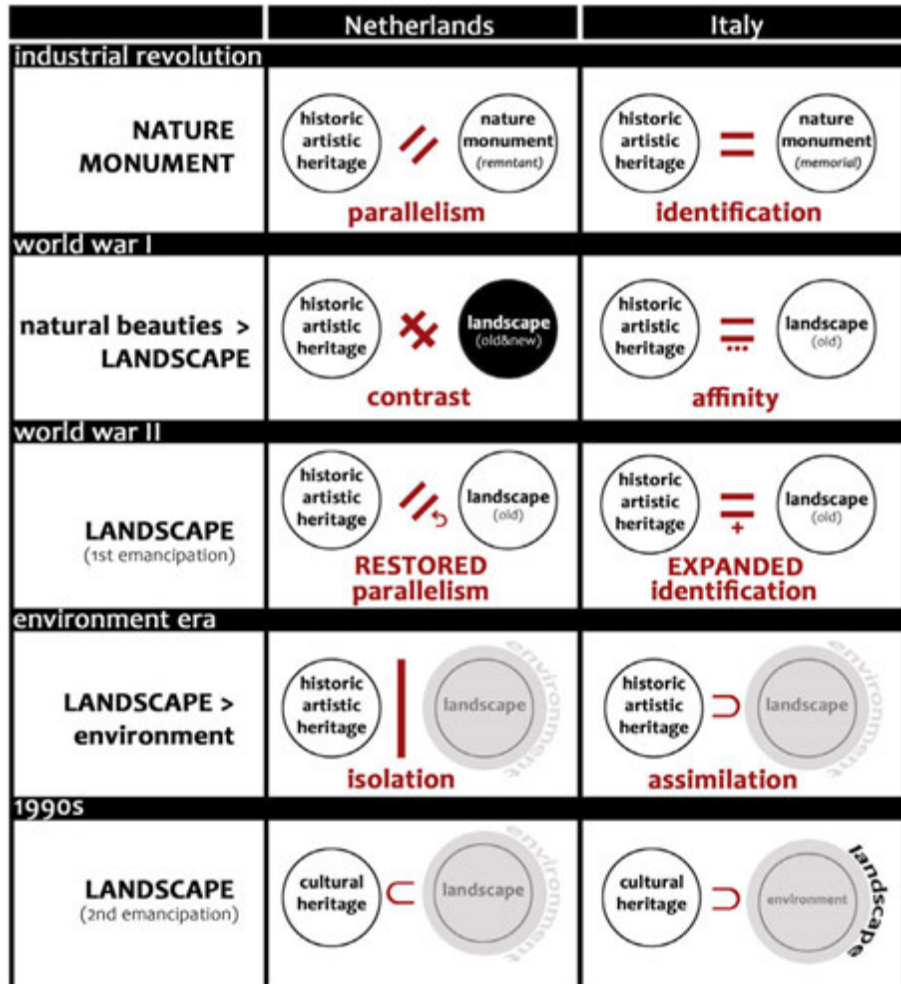 Netherlands
Italy
industrial revolution
NATURE
MONUMENT
historic
artistic
heritage
nature
monument
(remntant)
parallelism
historic
artistic
heritage
nature
monument
(memorial)
identification
world war I
natural beauties >
LANDSCAPE
historic
artistic
heritage
landscape
(old&new)
contrast
historic
artistic
heritage
landscape
(old)
affinity
world war II
LANDSCAPE
(1st emancipation)
historic
artistic
heritage
landscape
(old)
RESTORED
parallelism
historic
artistic
heritage
landscape
(old)
EXPANDED
identification
environment era
LANDSCAPE >
environment
historic
artistic
heritage
landscape
environment
isolation
historic
artistic
heritage
landscape
environment
assimilation
1990s
LANDSCAPE
(2nd emancipation)
cultural
heritage
landscape
environment
cultural
heritage
environment
landscape